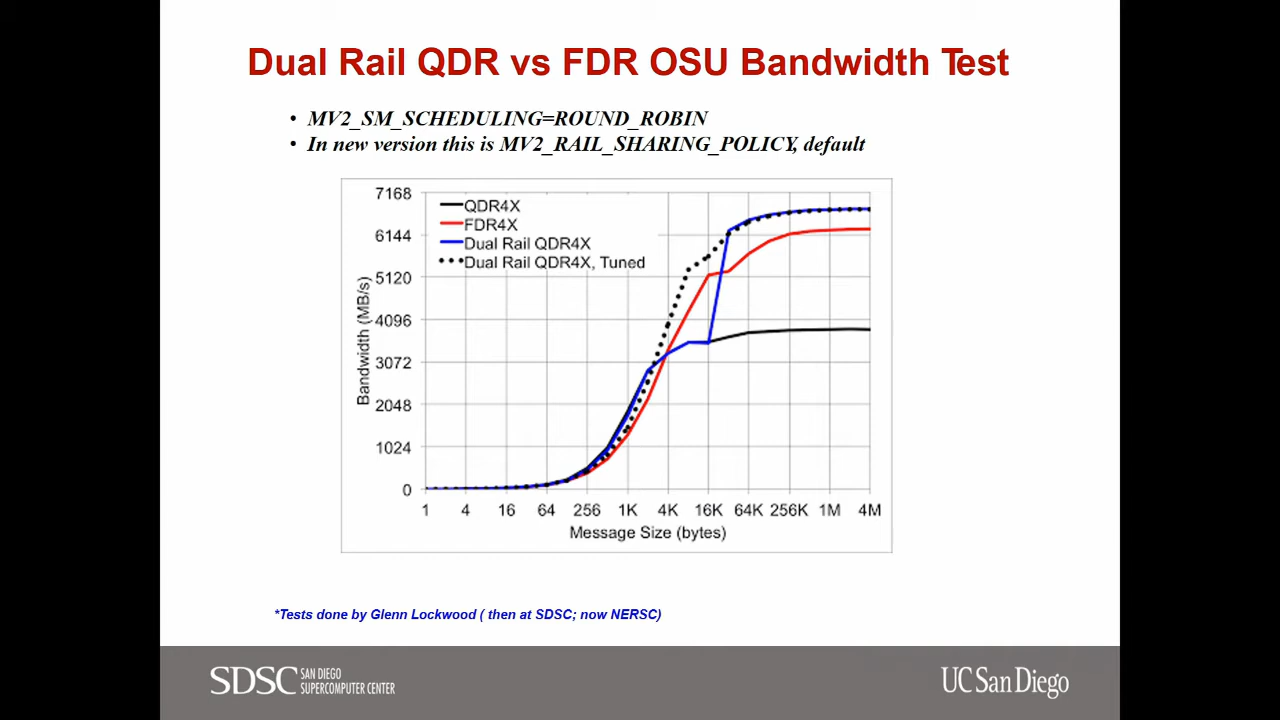 Dual Rail QDR vs FDR OSU Bandwidth Test
• MV2_SM_SCHEDULING=ROUND_ROBIN
• In new version this is MV2_RAIL_SHARING_POLICY, default
7168
6144
5120
4096
3072
2048
1024
0
Bandwidth (MB/s)
QDR4X
FDR4X
Dual Rail QDR4X
Dual Rail QDR4X, Tuned
1 4 16 64 256 1K 4K 16K 64K 256K 1M 4M
Message Size (bytes)
*Tests done by Glenn Lockwood ( then at SDSC; now NERSC)
SDSC
SAN DIEGO
SUPERCOMPUTER CENTER
UC San Diego